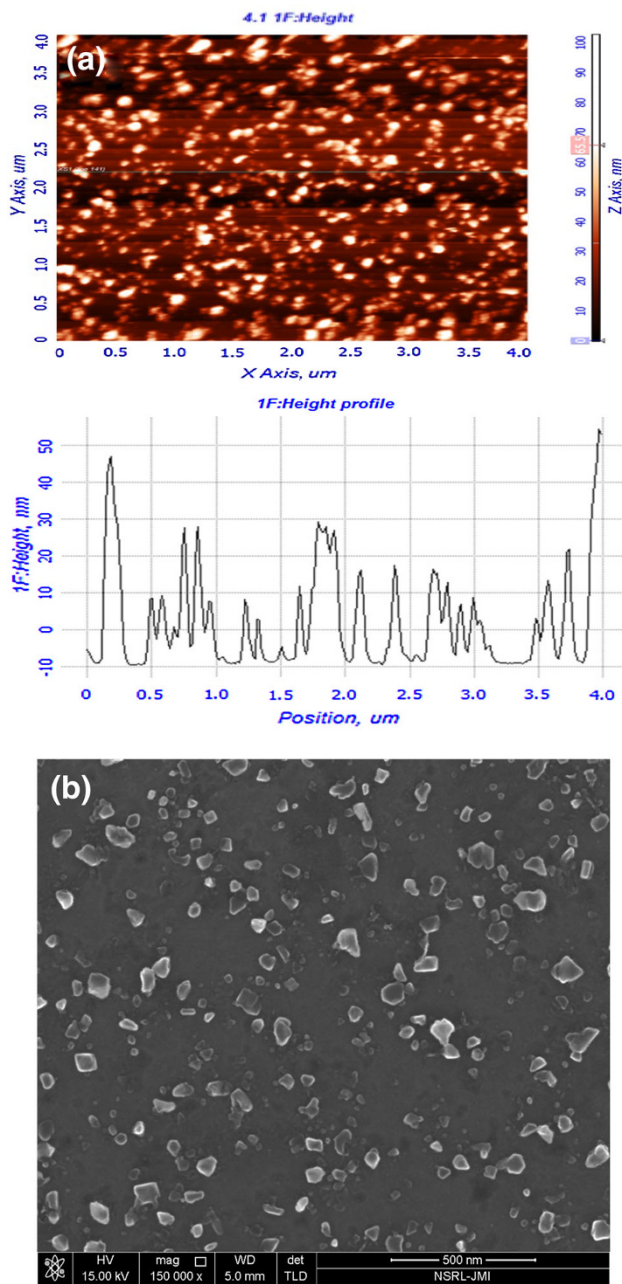 4.1 1F:Height
(a)
Y Axis, um
0 0.5 1.0 1.5 2.0 2.5 3.0 3.5 4.0
0 0.5 1.0 1.5 2.0 2.5 3.0 3.5 4.0
X Axis, um
0 10 20 30 40 50 60 65.5 70 80 90 100
Z Axis, nm
1F:Height profile
1F:Height, nm
50
40
30
20
10
0
-10
0 0.5 1.0 1.5 2.0 2.5 3.0 3.5 4.0
Position, um
(b)
HV mag WD det 500 nm
15.00 kV 150 000 x 5.0 mm TLD NSRL-JMI